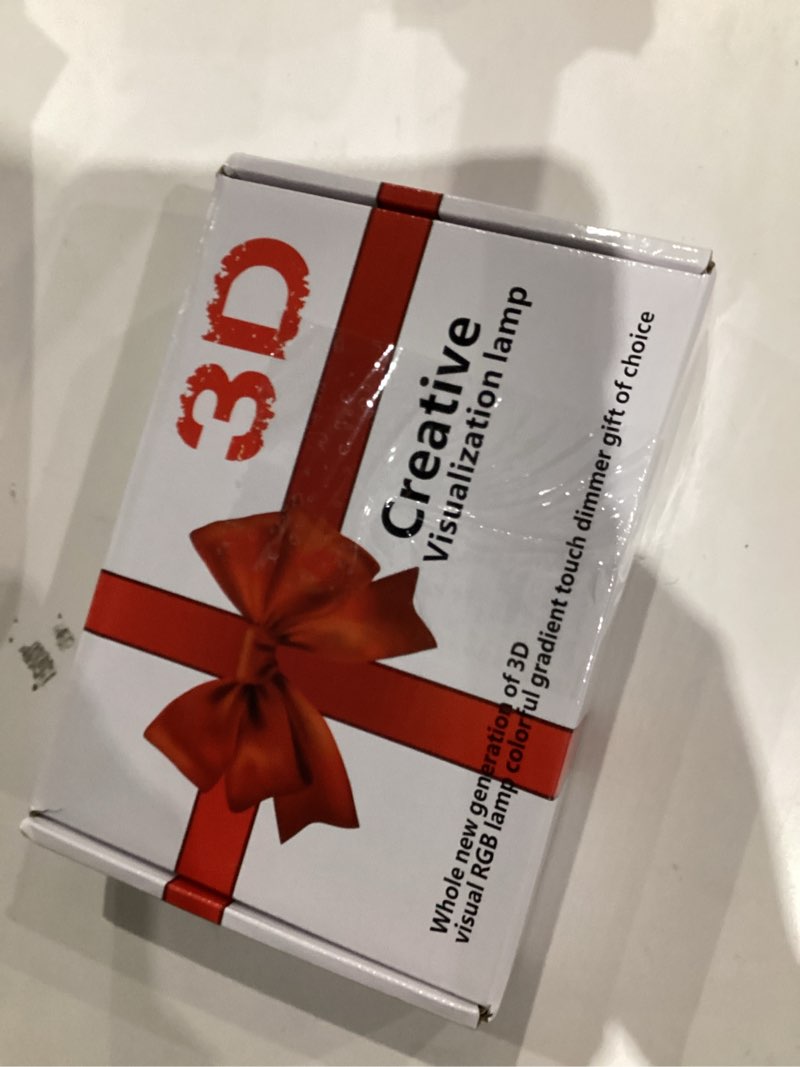 3D
Creative
Visualization lamp
Whole new generation of 3D
visual RGB lamp colorful gradient touch dimmer gift of choice